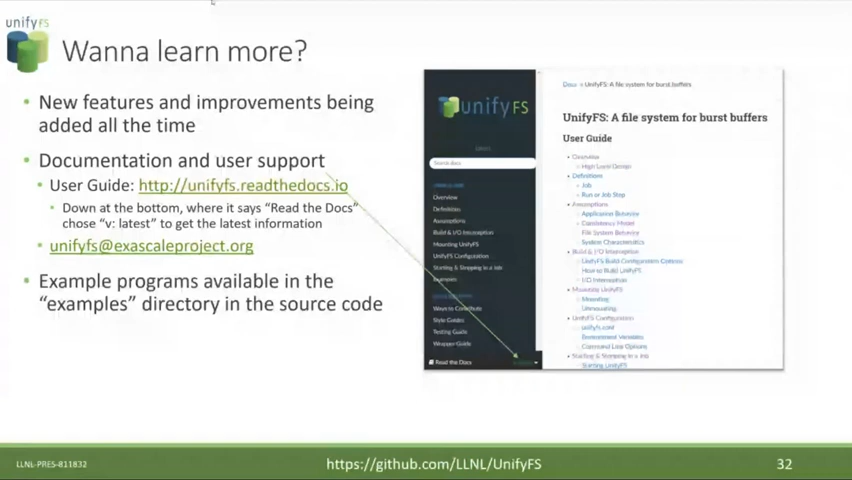 unifyfs
Wanna learn more?
• New features and improvements being
added all the time
• Documentation and user support
• User Guide: http://unifyfs.readthedocs.io
• Down at the bottom, where it says “Read the Docs”
chose “v: latest” to get the latest information
• unifyfs@exascaleproject.org
• Example programs available in the
“examples” directory in the source code
unifyfs
Search docs
Overview
Definitions
Assumptions
Build & I/O Interception
Mounting UnifyFS
UnifyFS Configuration
Starting & Stopping in a Job
Examples
Ways to Contribute
Style Guides
Testing Guide
Wrapper Guide
Read the Docs
Docs » UnifyFS: A file system for burst buffers
UnifyFS: A file system for burst buffers
User Guide
Overview
High Level Design
Definitions
Job
Run or Job Step
Assumptions
Application Behavior
Consistency Model
File System Behavior
System Characteristics
Build & I/O Interception
UnifyFS Build Configuration Options
How to Build UnifyFS
I/O Interception
Mounting UnifyFS
Mounting
Unmounting
UnifyFS Configuration
unifyfs.conf
Environment Variables
Command Line Options
Starting & Stopping in a Job
Starting UnifyFS
LLNL-PRES-811832
https://github.com/LLNL/UnifyFS
32